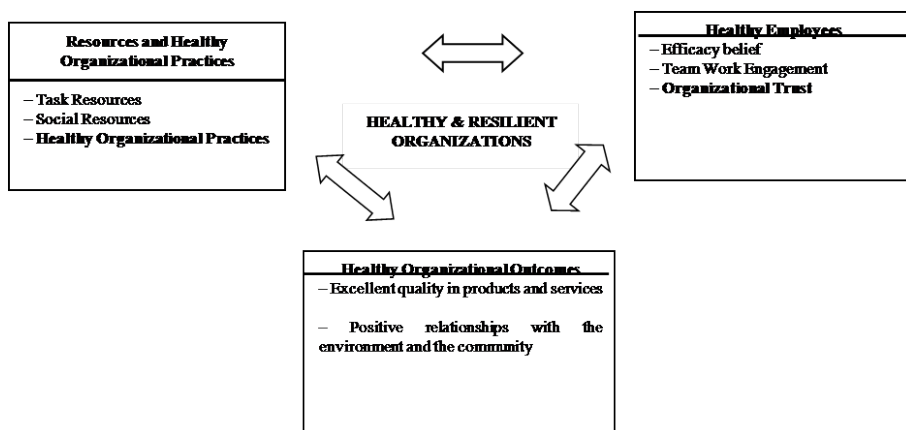 Resources and Healthy
Organizational Practices
– Task Resources
– Social Resources
– Healthy Organizational Practices
HEALTHY & RESILIENT
ORGANIZATIONS
Healthy Employees
– Efficacy belief
– Team Work Engagement
– Organizational Trust
Healthy Organizational Outcomes
– Excellent quality in products and services
– Positive relationships with the
environment and the community